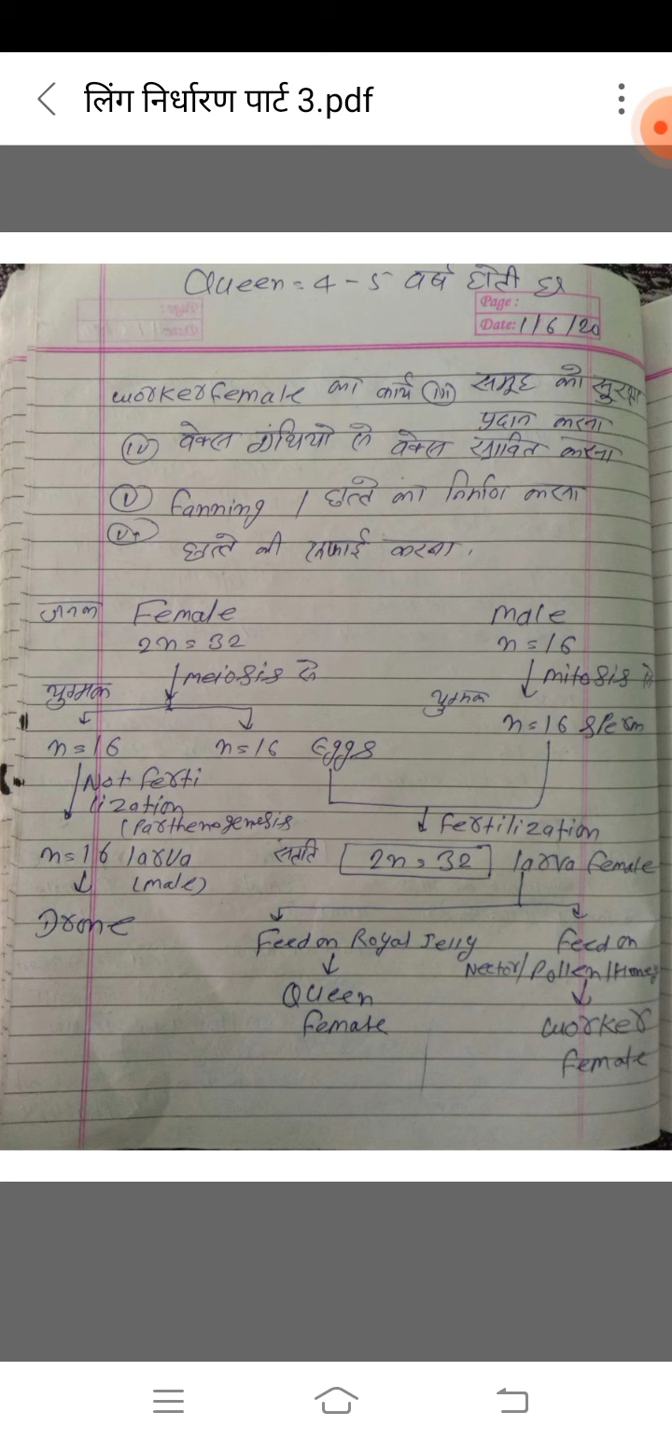 लिंग निर्धारण पार्ट 3.pdf
Queen = 4 - 5 वर्ष होती है
Page :
Date: 1/6/20
worker female का कार्य (iii) समूह को सुरक्षा
प्रदान करना
(iv) वेक्स ग्रंथियो से वेक्स स्त्रावित करना
(v) Fanning / छत्ते का निर्माण करना
(vi)
छत्ते की सफाई करना.
जनक Female Male
2n = 32 n = 16
meiosis से mitosis से
युग्मक युग्मक
n = 16 sperm
n = 16 n = 16 Eggs
Not ferti
lization
(Parthenogenesis
Fertilization
n = 16 larva संतति 2n = 32 larva female
(male)
Drone
Feed on Royal Jelly Feed on
Nector/Pollen/Honey
Queen
female
worker
female